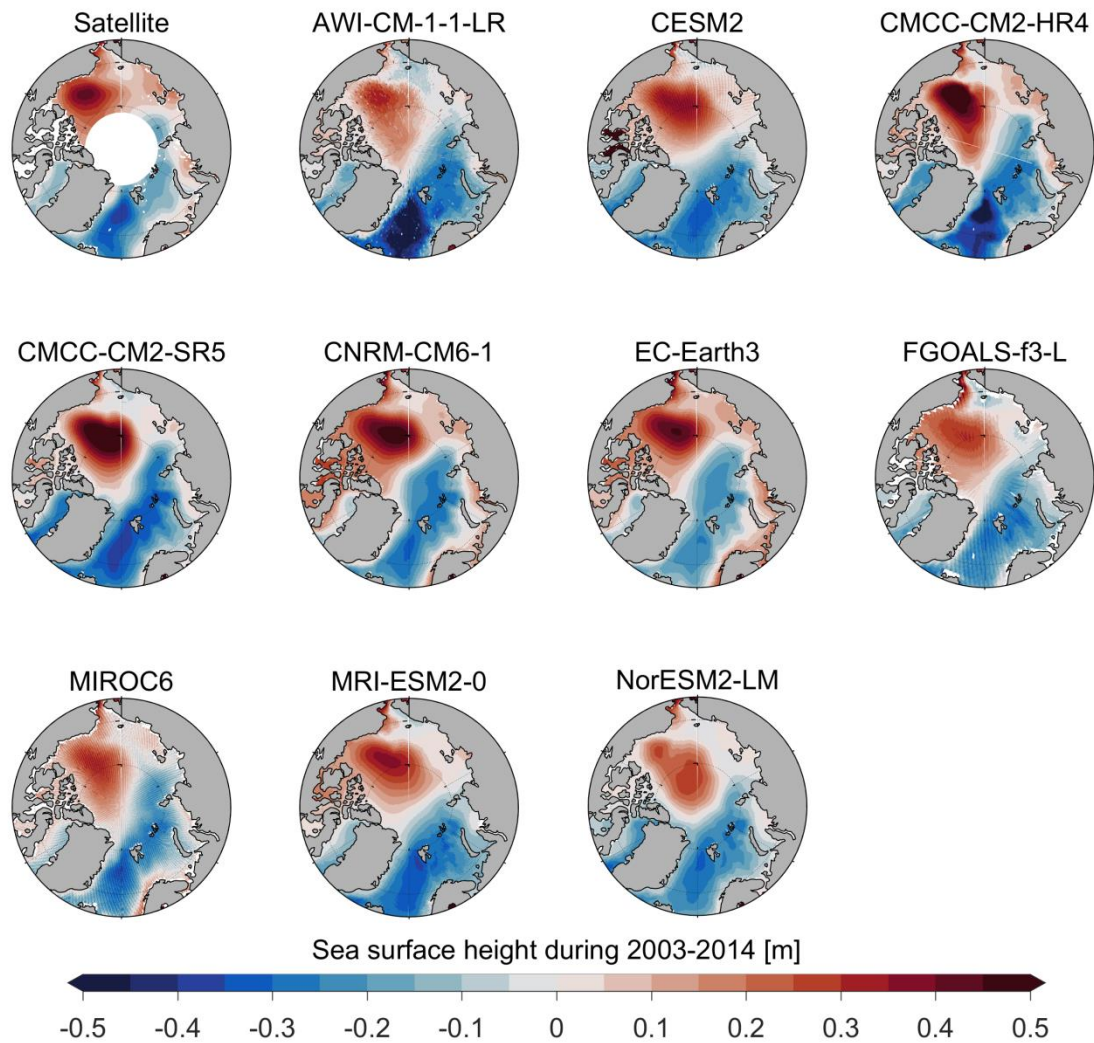 Satellite AWI-CM-1-1-LR CESM2 CMCC-CM2-HR4
CMCC-CM2-SR5 CNRM-CM6-1 EC-Earth3 FGOALS-f3-L
MIROC6 MRI-ESM2-0 NorESM2-LM
Sea surface height during 2003-2014 [m]
-0.5 -0.4 -0.3 -0.2 -0.1 0 0.1 0.2 0.3 0.4 0.5